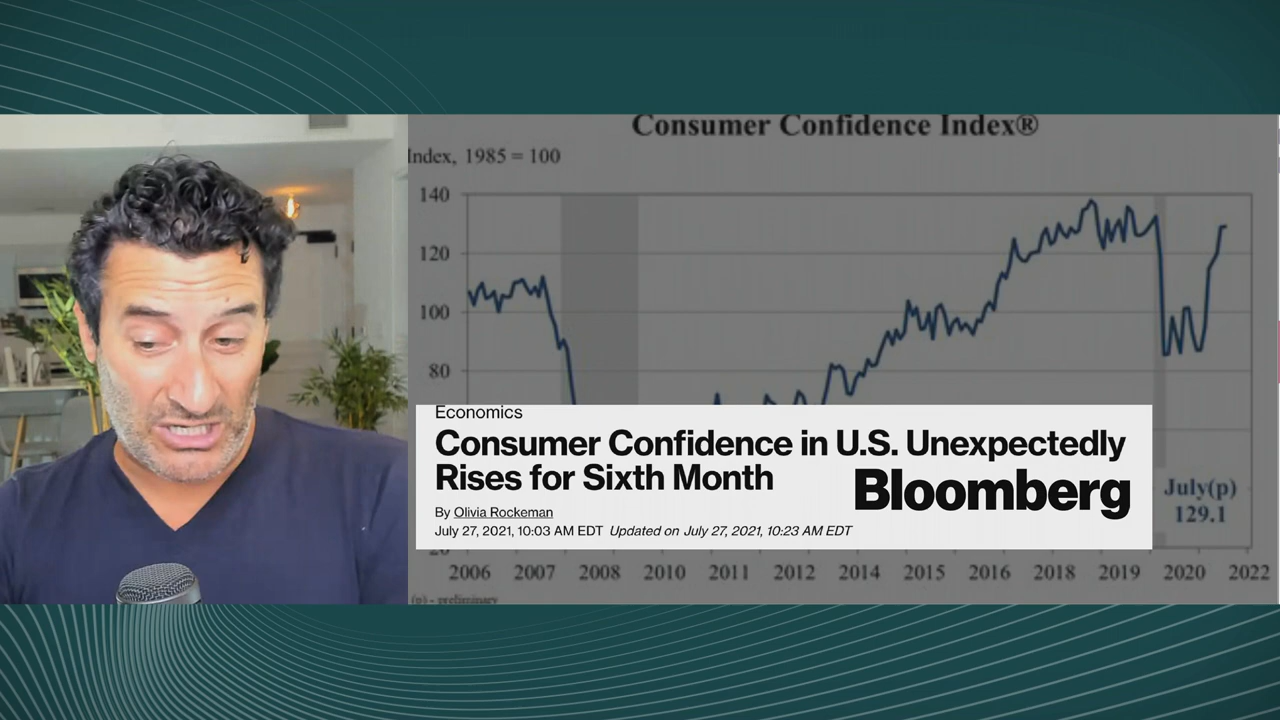 Consumer Confidence Index®
Index, 1985 = 100
140
120
100
80
Economics
Consumer Confidence in U.S. Unexpectedly
Rises for Sixth Month
Bloomberg
By Olivia Rockeman
July 27, 2021, 10:03 AM EDT Updated on July 27, 2021, 10:23 AM EDT
July(p)
129.1
20
2006 2007 2008 2010 2011 2012 2014 2015 2016 2018 2019 2020 2022
(p) - preliminary